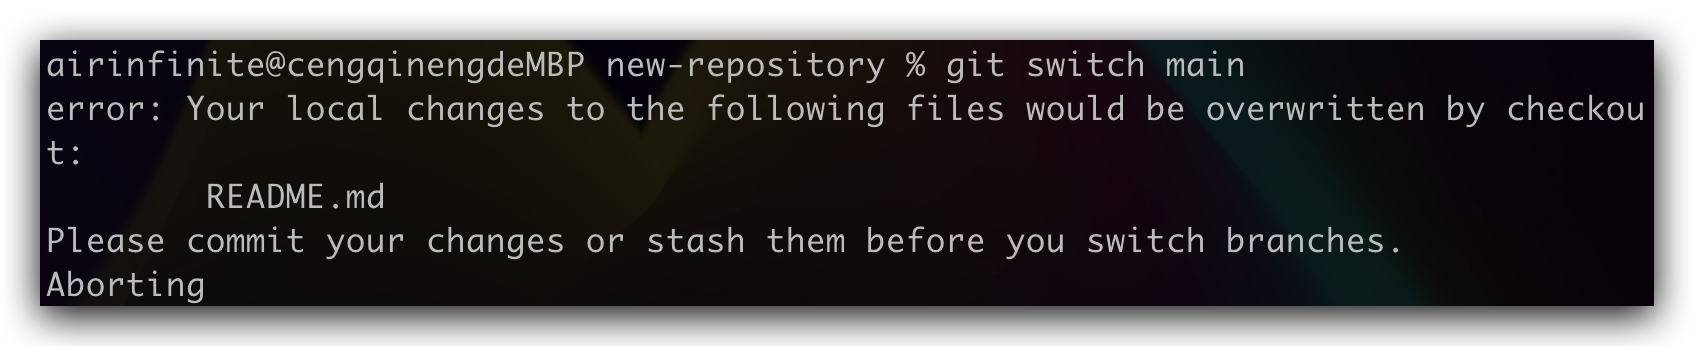 airinfinite@cengqinengdeMBP new-repository % git switch main
error: Your local changes to the following files would be overwritten by checkou
t:
        README.md
Please commit your changes or stash them before you switch branches.
Aborting